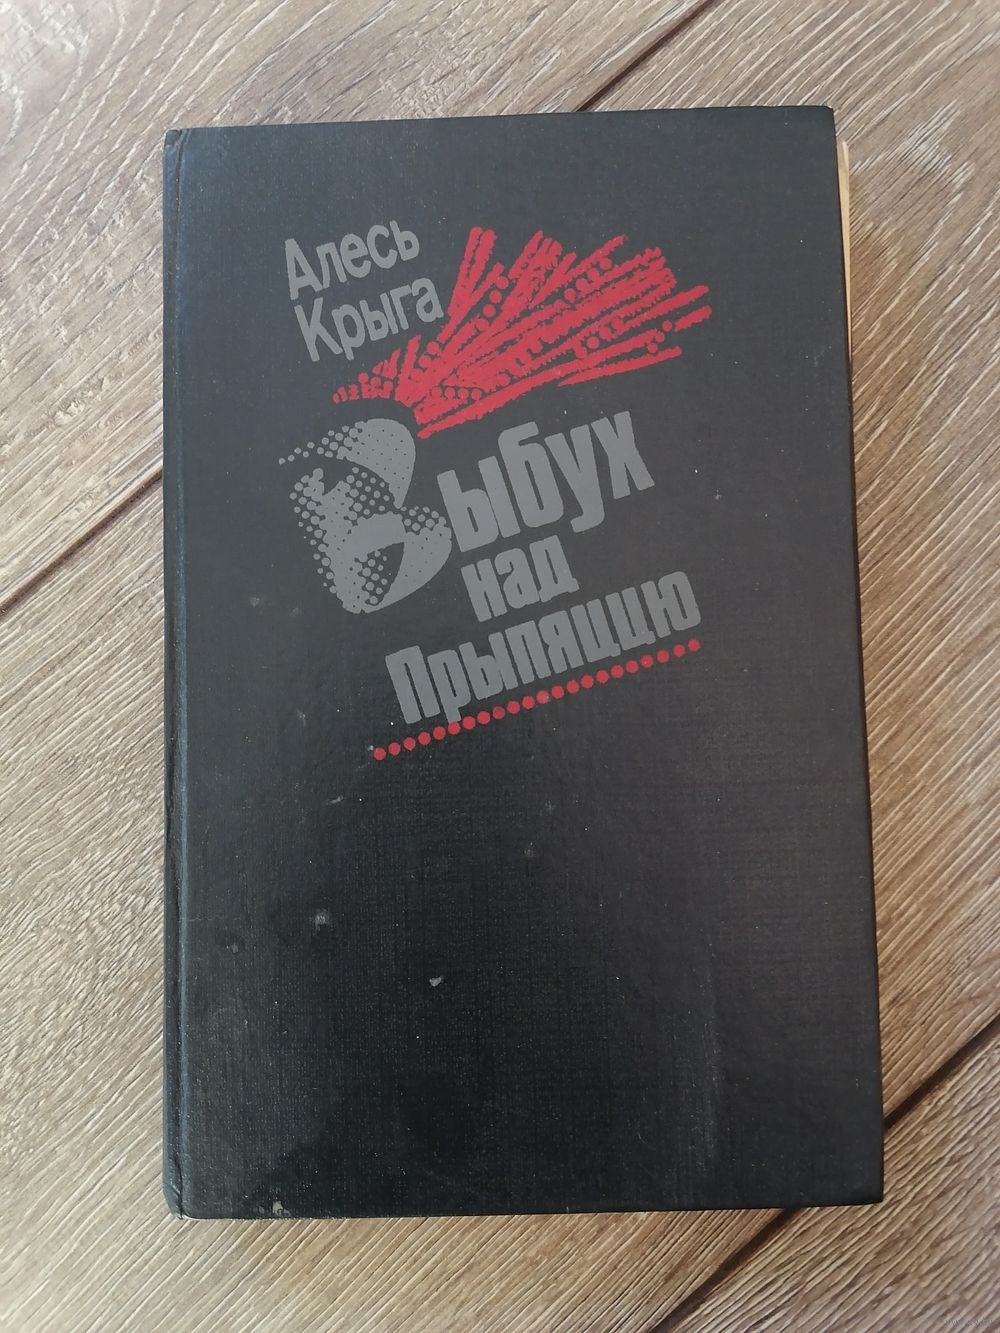 Алесь
Крыга
Выбух
над
Прыпяццю